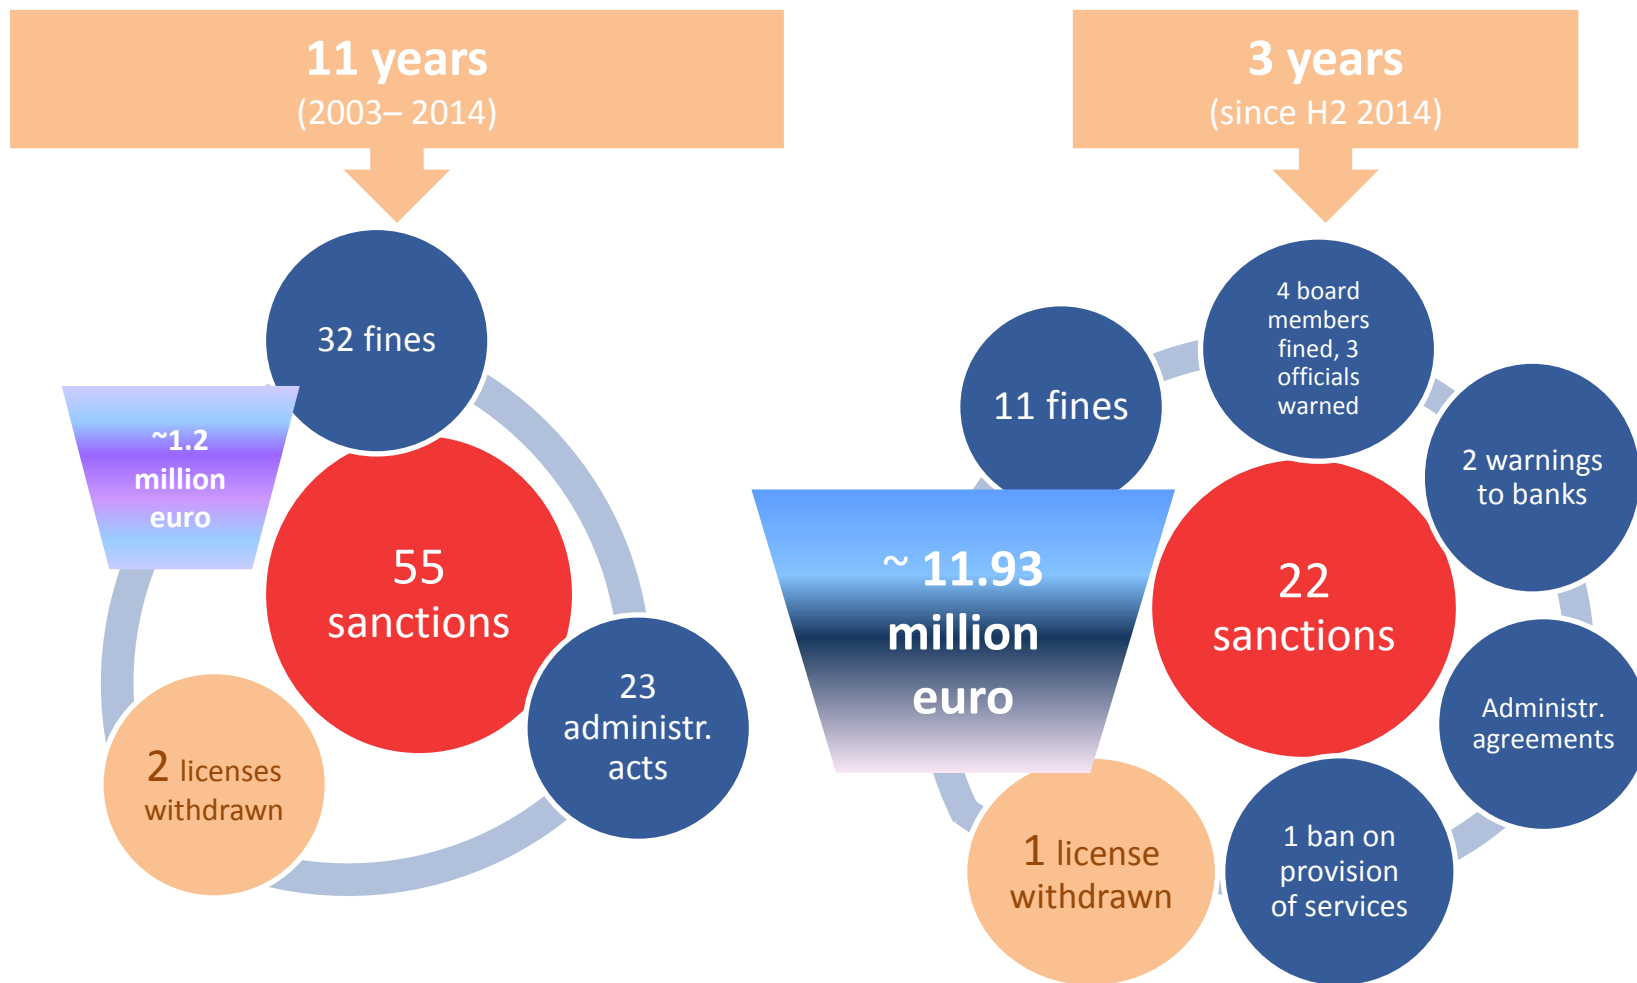 11 years
(2003– 2014)
32 fines
~1.2
million
euro
55
sanctions
23
administr.
acts
2 licenses
withdrawn
3 years
(since H2 2014)
4 board
members
fined, 3
officials
warned
11 fines
2 warnings
to banks
~ 11.93
million
euro
22
sanctions
Administr.
agreements
1 ban on
provision
of services
1 license
withdrawn